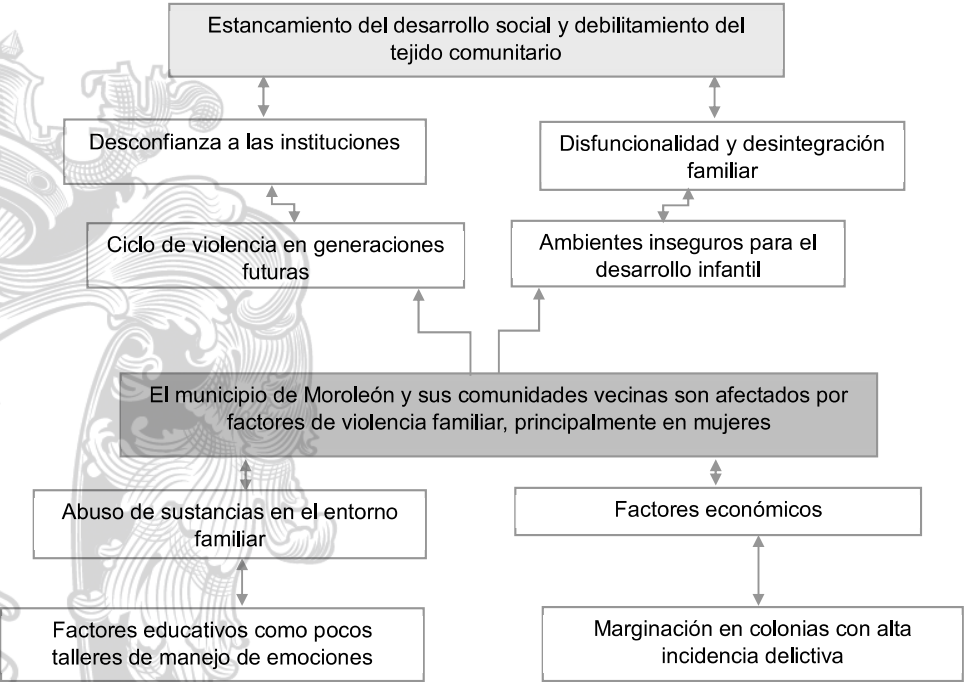 Estancamiento del desarrollo social y debilitamiento del
tejido comunitario
Desconfianza a las instituciones
Disfuncionalidad y desintegración
familiar
Ciclo de violencia en generaciones
futuras
Ambientes inseguros para el
desarrollo infantil
El municipio de Moroleón y sus comunidades vecinas son afectados por
factores de violencia familiar, principalmente en mujeres
Abuso de sustancias en el entorno
familiar
Factores económicos
Factores educativos como pocos
talleres de manejo de emociones
Marginación en colonias con alta
incidencia delictiva